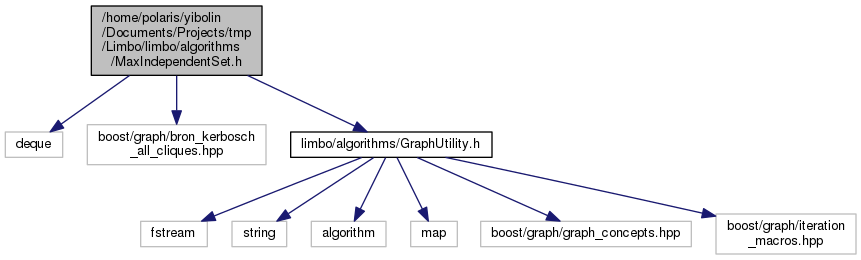 /home/polaris/yibolin
/Documents/Projects/tmp
/Limbo/limbo/algorithms
/MaxIndependentSet.h
deque
boost/graph/bron_kerbosch
_all_cliques.hpp
limbo/algorithms/GraphUtility.h
fstream
string
algorithm
map
boost/graph/graph_concepts.hpp
boost/graph/iteration
_macros.hpp